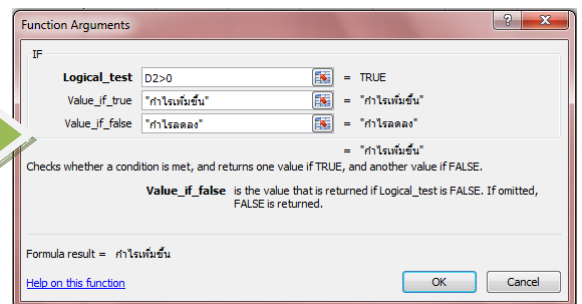 Function Arguments
IF
Logical_test D2>0 = TRUE
Value_if_true "กำไรเพิ่มขึ้น" = "กำไรเพิ่มขึ้น"
Value_if_false "กำไรลดลง" = "กำไรลดลง"
= "กำไรเพิ่มขึ้น"
Checks whether a condition is met, and returns one value if TRUE, and another value if FALSE.
Value_if_false is the value that is returned if Logical_test is FALSE. If omitted,
FALSE is returned.
Formula result = กำไรเพิ่มขึ้น
Help on this function OK Cancel